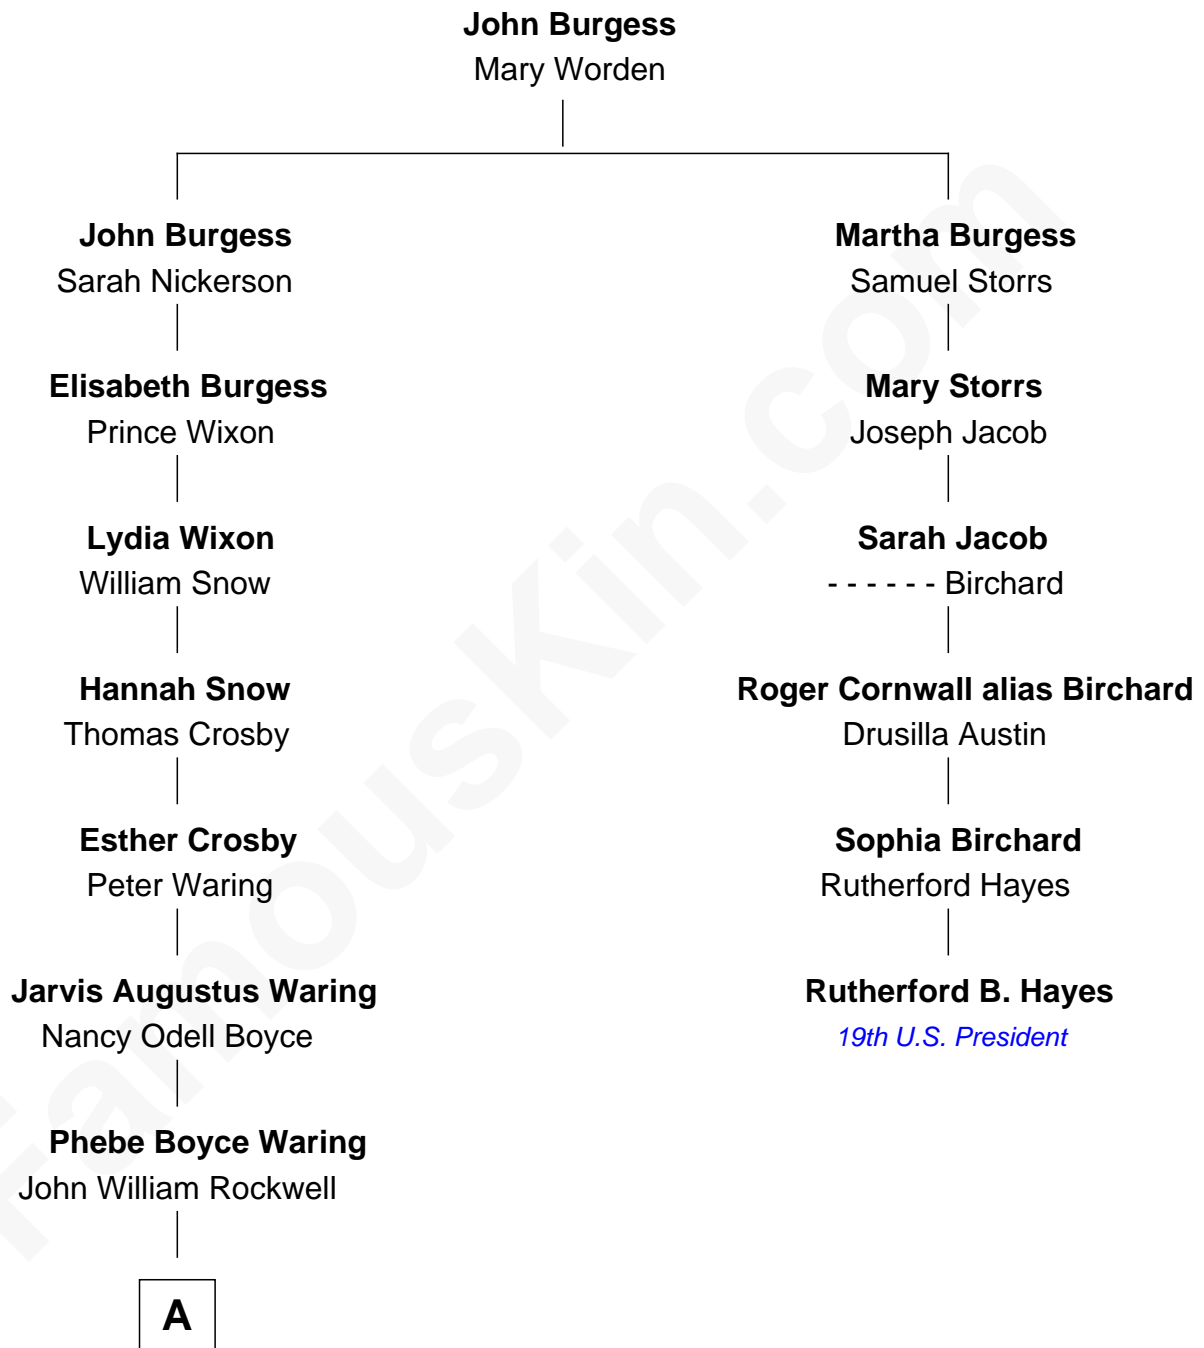 John Burgess
Mary Worden
John Burgess
Sarah Nickerson
Martha Burgess
Samuel Storrs
Elisabeth Burgess
Prince Wixon
Mary Storrs
Joseph Jacob
Lydia Wixon
William Snow
Sarah Jacob
- - - - - - Birchard
Hannah Snow
Thomas Crosby
Roger Cornwall alias Birchard
Drusilla Austin
Esther Crosby
Peter Waring
Sophia Birchard
Rutherford Hayes
Jarvis Augustus Waring
Nancy Odell Boyce
Rutherford B. Hayes
19th U.S. President
Phebe Boyce Waring
John William Rockwell
A
FamousKin.com